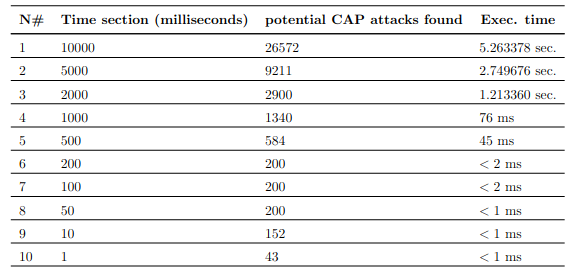 N# Time section (milliseconds) potential CAP attacks found Exec. time
1 10000 26572 5.263378 sec.
2 5000 9211 2.749676 sec.
3 2000 2900 1.213360 sec.
4 1000 1340 76 ms
5 500 584 45 ms
6 200 200 < 2 ms
7 100 200 < 2 ms
8 50 200 < 1 ms
9 10 152 < 1 ms
10 1 43 < 1 ms